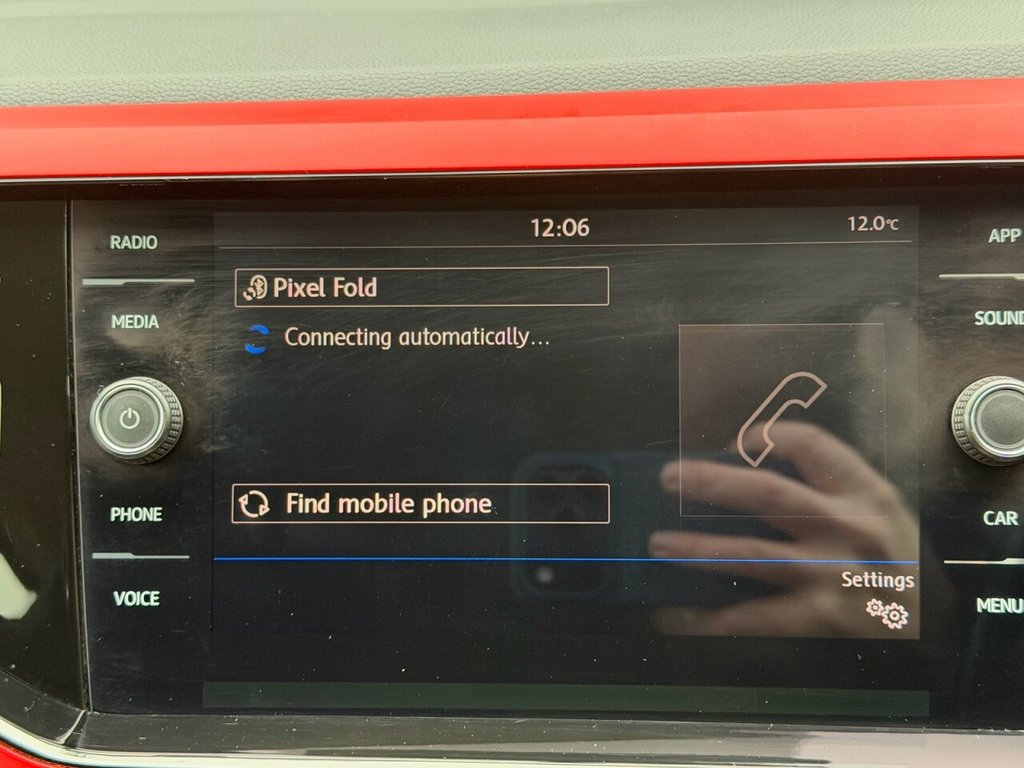 12:06
12.0°C
RADIO
MEDIA
PHONE
VOICE
Pixel Fold
Connecting automatically...
Find mobile phone
Settings
APP
SOUND
CAR
MENU